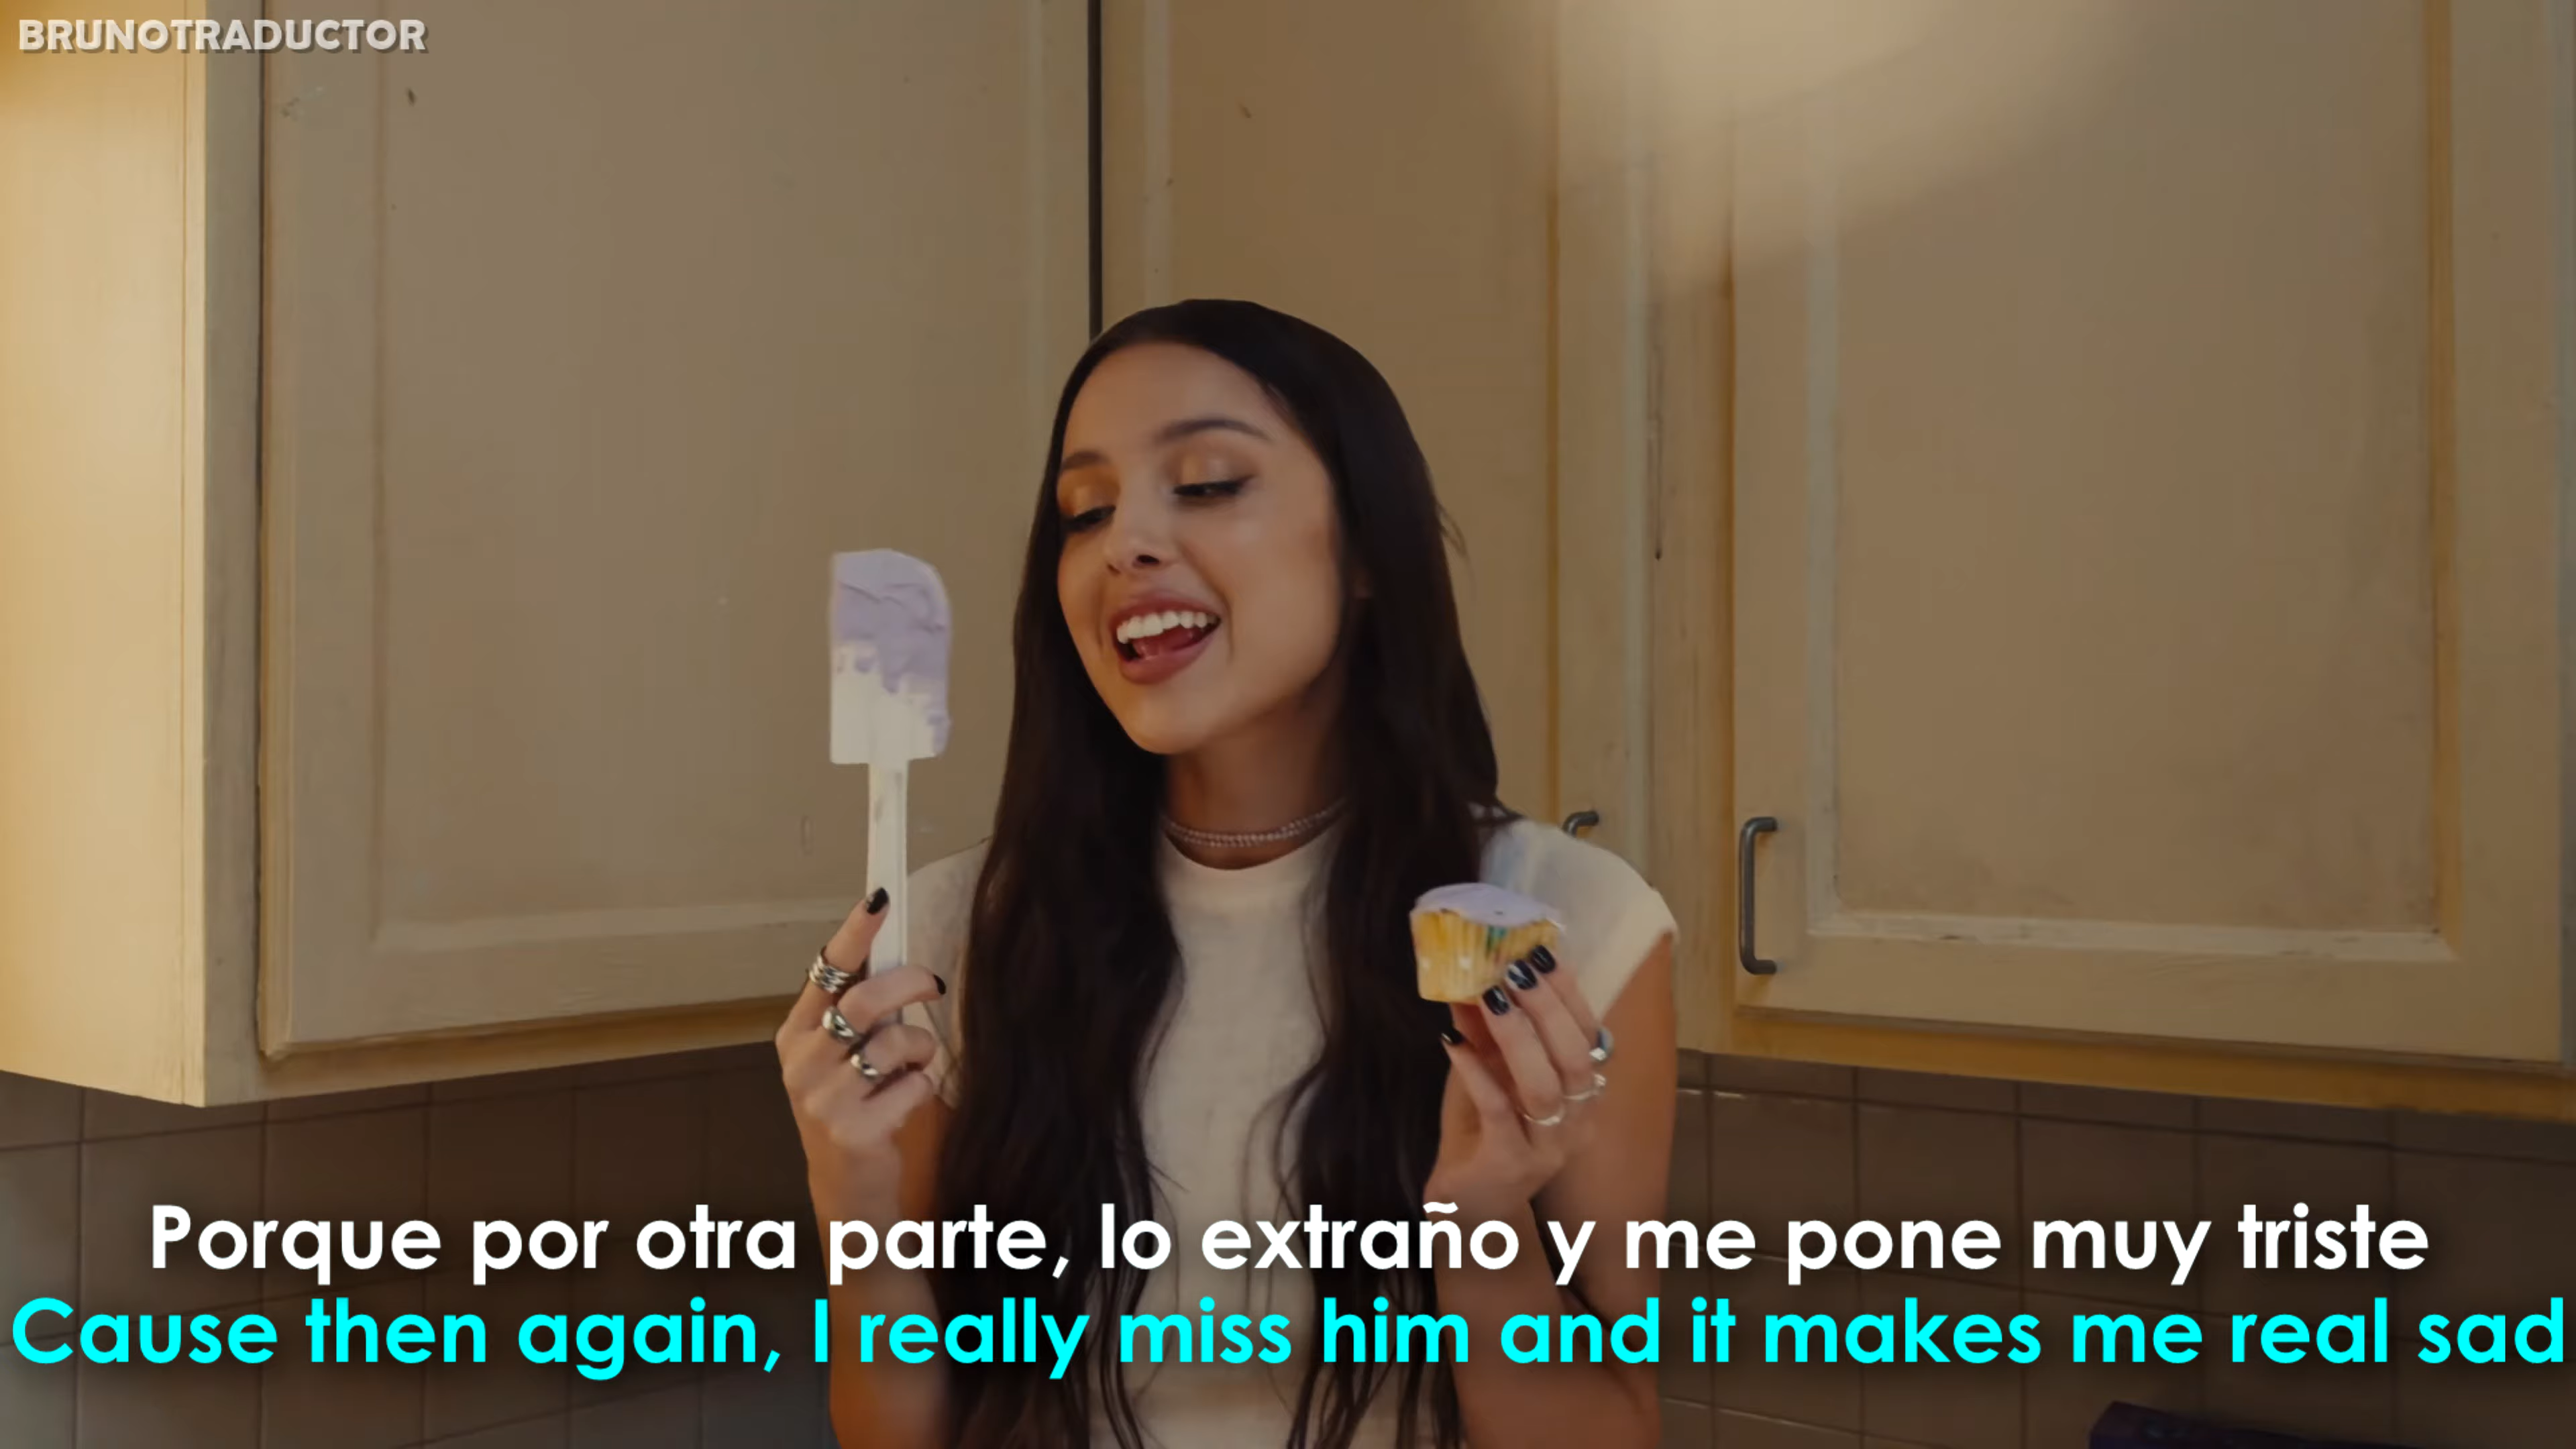 BRUNOTRADUCTOR
Porque por otra parte, lo extraño y me pone muy triste
Cause then again, I really miss him and it makes me real sad